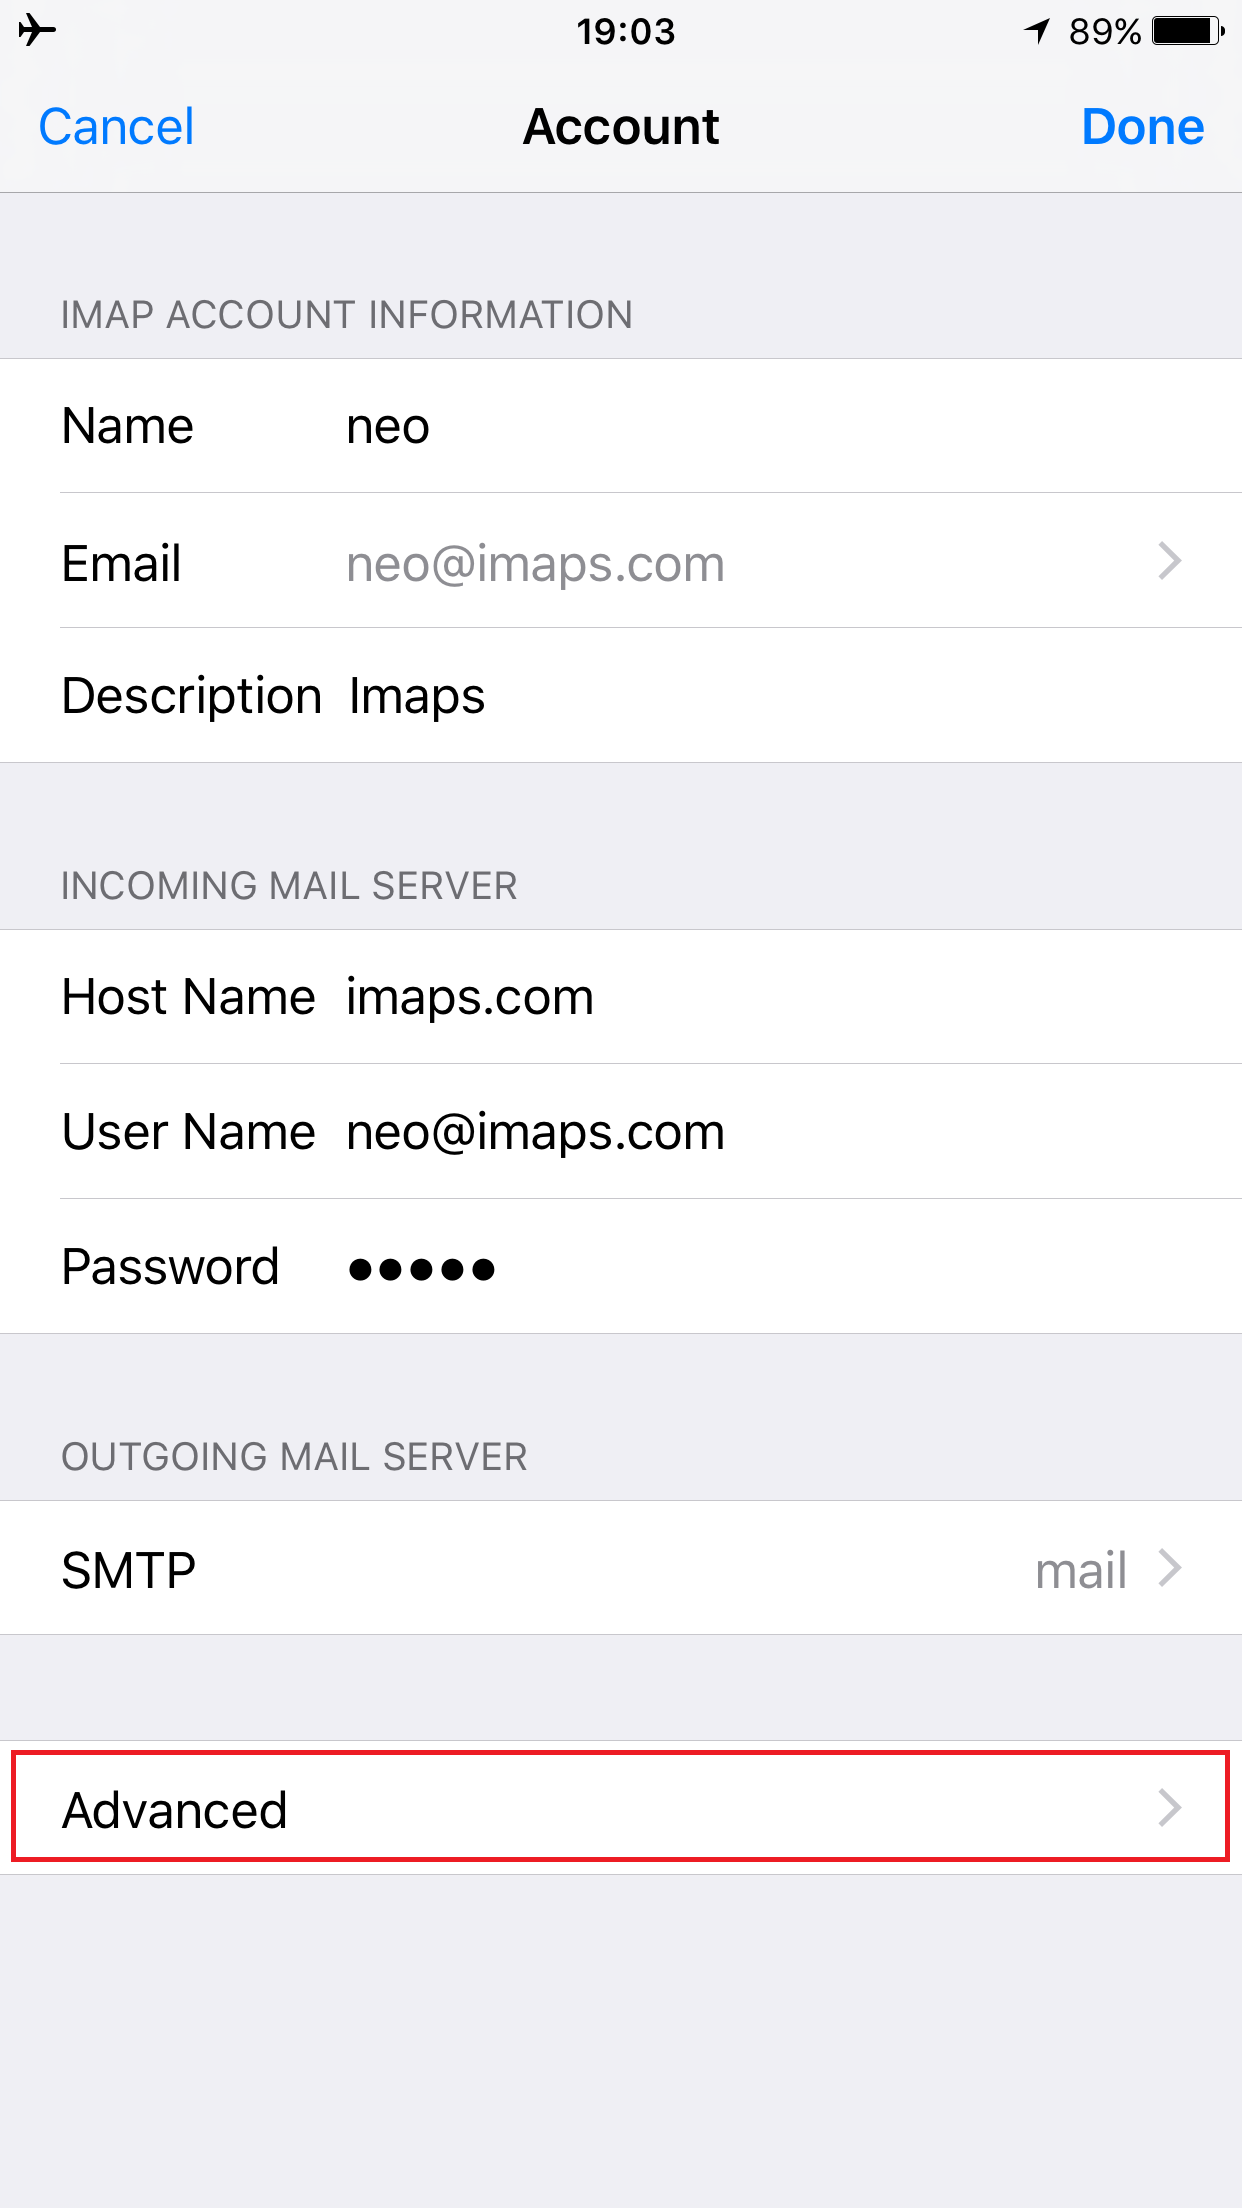 19:03 89%
Cancel Account Done
IMAP ACCOUNT INFORMATION
Name neo
Email neo@imaps.com
Description Imaps
INCOMING MAIL SERVER
Host Name imaps.com
User Name neo@imaps.com
Password •••••
OUTGOING MAIL SERVER
SMTP mail
Advanced